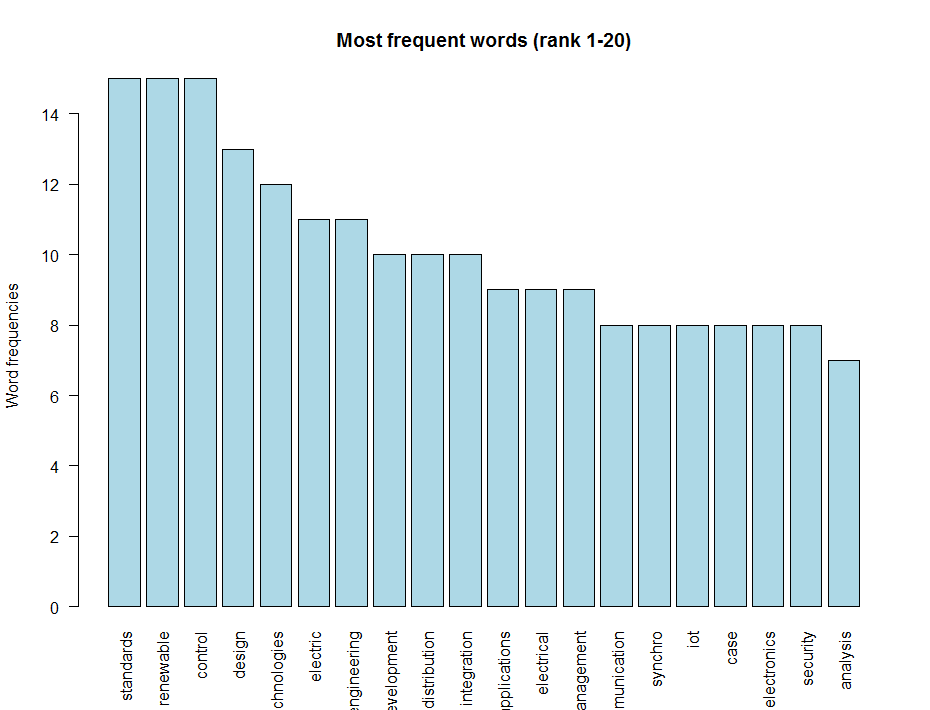 Most frequent words (rank 1-20)
Word frequencies
14
12
10
8
6
4
2
0
standards
renewable
control
design
chnologies
electric
engineering
evelopment
distribution
integration
applications
electrical
anagement
munication
synchro
iot
case
electronics
security
analysis